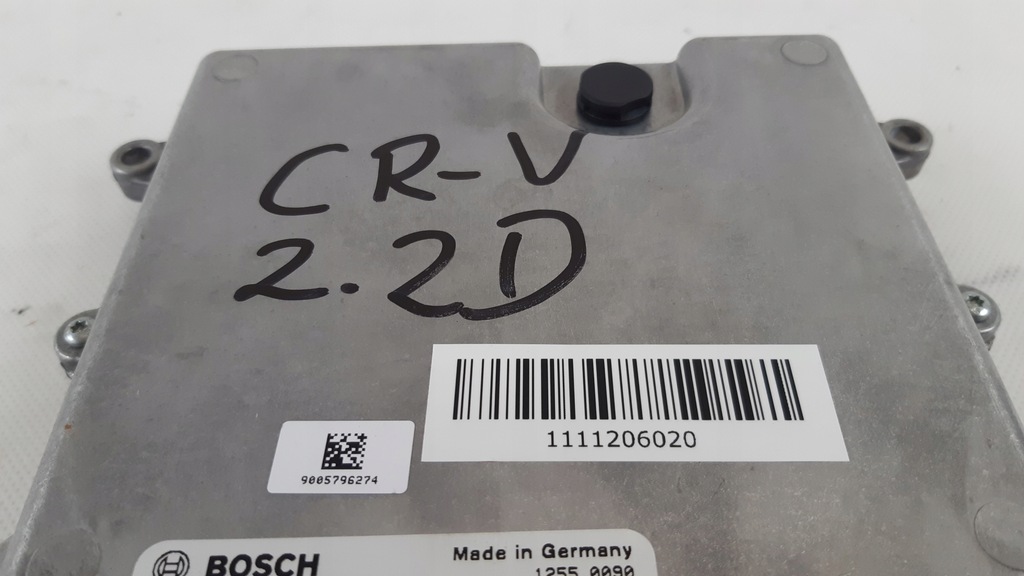 CR-V
2.2D
1111206020
9005796274
BOSCH
Made in Germany
1255 0090